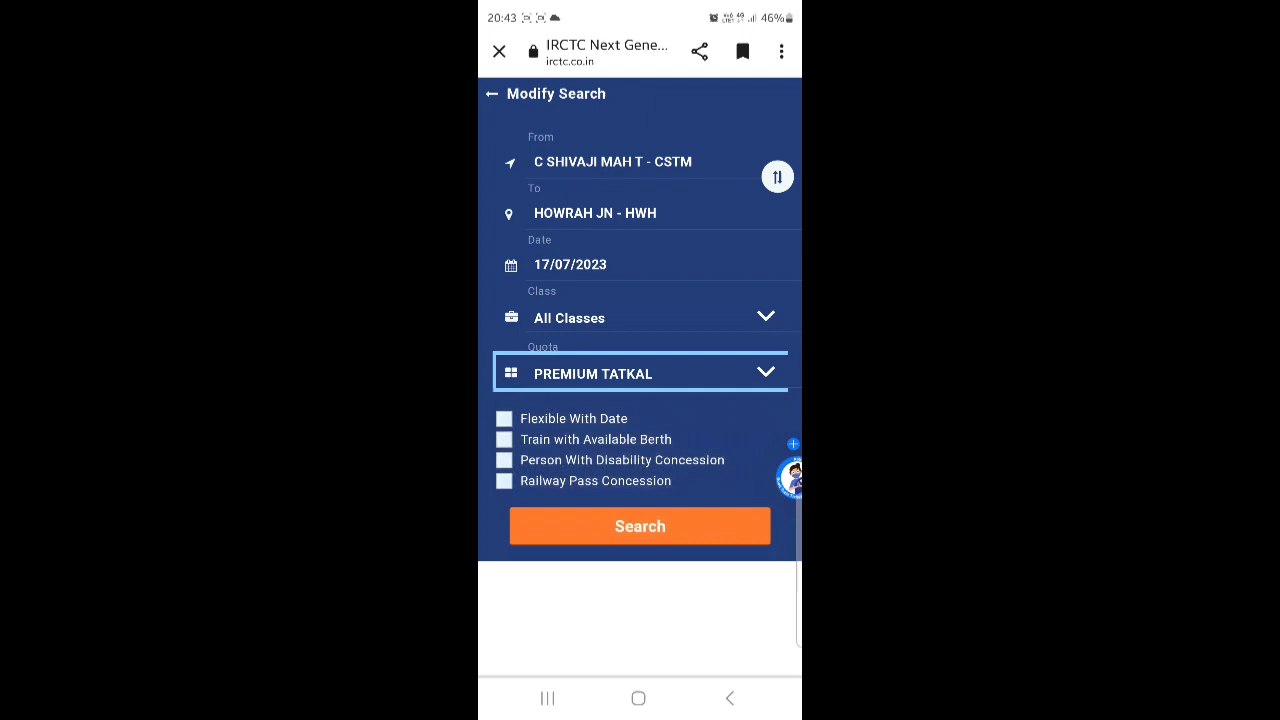 20:43
46%
IRCTC Next Gene...
irctc.co.in
Modify Search
From
C SHIVAJI MAH T - CSTM
To
HOWRAH JN - HWH
Date
17/07/2023
Class
All Classes
Quota
PREMIUM TATKAL
Flexible With Date
Train with Available Berth
Person With Disability Concession
Railway Pass Concession
Search